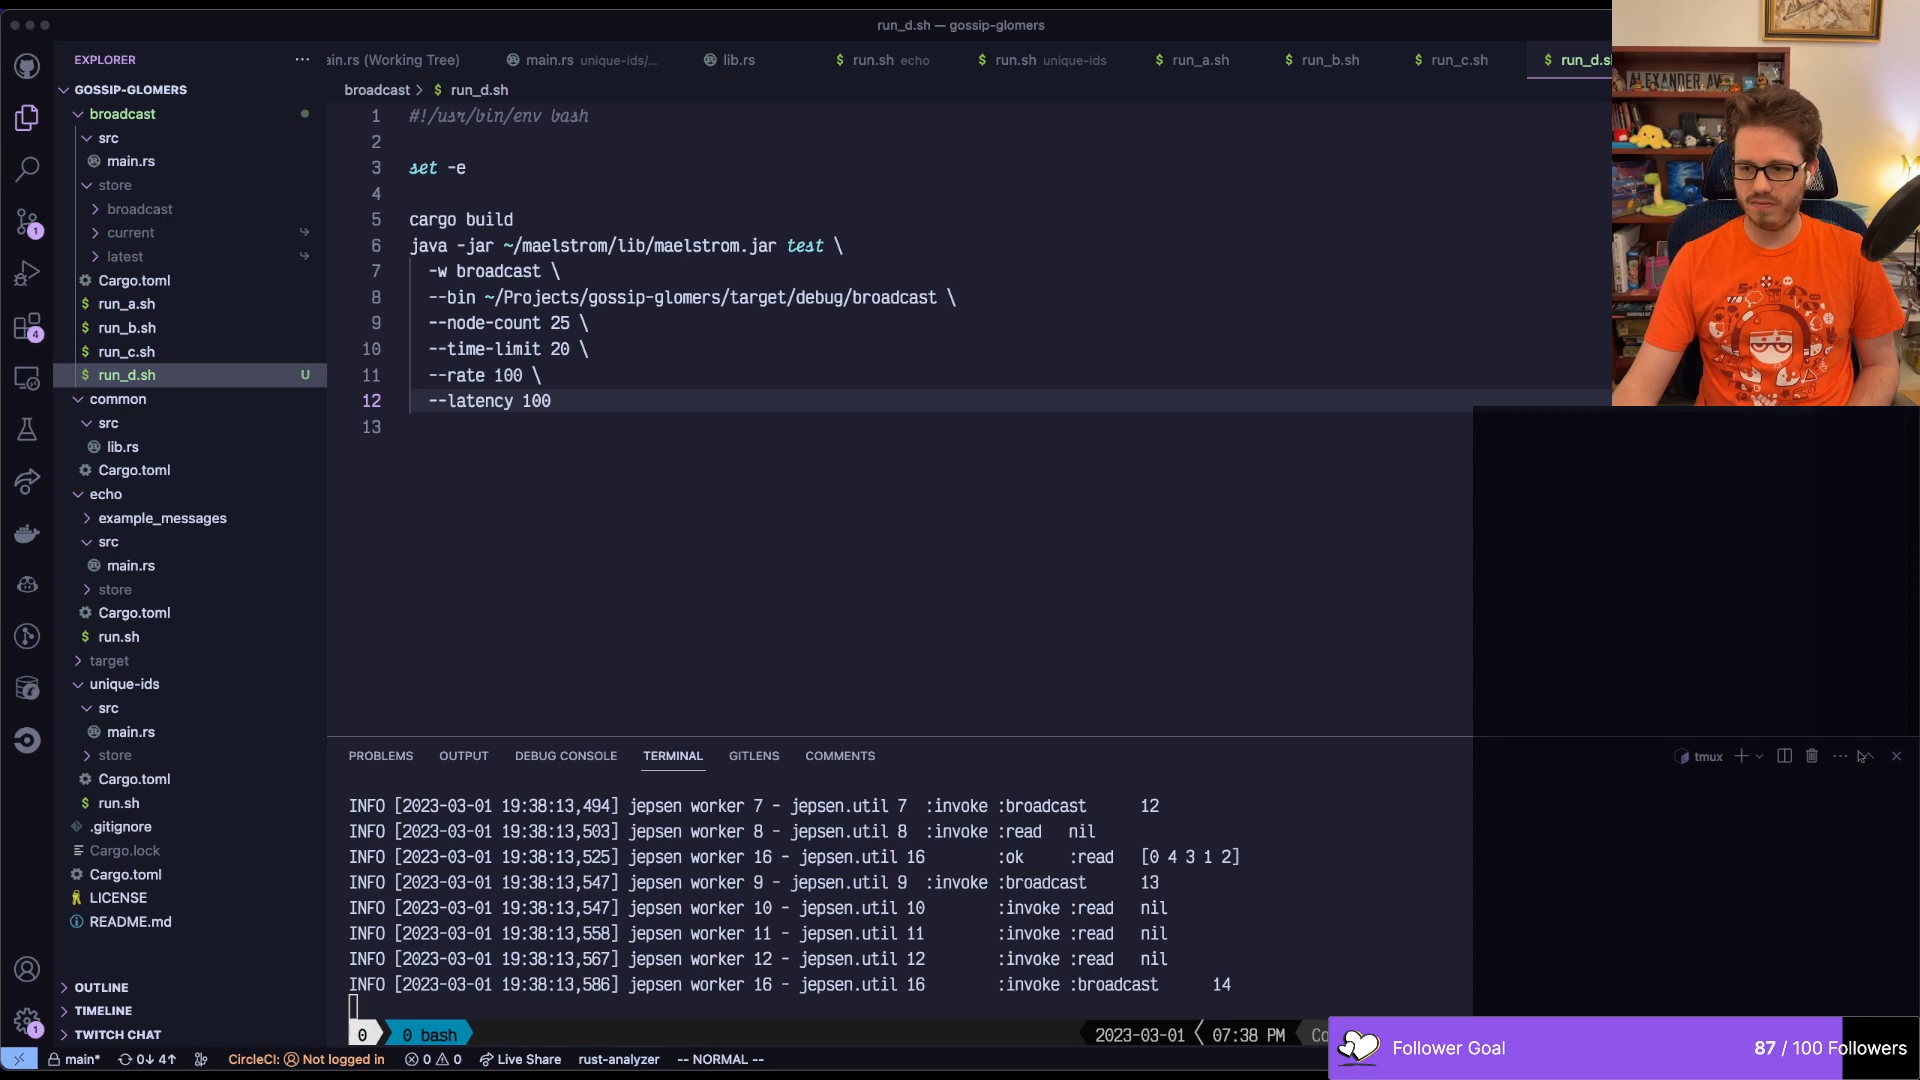 run_d.sh — gossip-glomers
EXPLORER
ain.rs (Working Tree)
main.rs unique-ids/...
lib.rs
$ run.sh echo
$ run.sh unique-ids
$ run_a.sh
$ run_b.sh
$ run_c.sh
$ run_d.s
broadcast > $ run_d.sh
GOSSIP-GLOMERS
broadcast
src
main.rs
store
broadcast
current
latest
Cargo.toml
$ run_a.sh
$ run_b.sh
$ run_c.sh
$ run_d.sh U
common
src
lib.rs
Cargo.toml
echo
example_messages
src
main.rs
store
Cargo.toml
$ run.sh
target
unique-ids
src
main.rs
store
Cargo.toml
$ run.sh
.gitignore
Cargo.lock
Cargo.toml
LICENSE
README.md
OUTLINE
TIMELINE
TWITCH CHAT
1
4
1
1 #!/usr/bin/env bash
2
3 set -e
4
5 cargo build
6 java -jar ~/maelstrom/lib/maelstrom.jar test \
7 -w broadcast \
8 --bin ~/Projects/gossip-glomers/target/debug/broadcast \
9 --node-count 25 \
10 --time-limit 20 \
11 --rate 100 \
12 --latency 100
13
PROBLEMS OUTPUT DEBUG CONSOLE TERMINAL GITLENS COMMENTS
tmux
INFO [2023-03-01 19:38:13,494] jepsen worker 7 - jepsen.util 7 :invoke :broadcast 12
INFO [2023-03-01 19:38:13,503] jepsen worker 8 - jepsen.util 8 :invoke :read nil
INFO [2023-03-01 19:38:13,525] jepsen worker 16 - jepsen.util 16 :ok :read [0 4 3 1 2]
INFO [2023-03-01 19:38:13,547] jepsen worker 9 - jepsen.util 9 :invoke :broadcast 13
INFO [2023-03-01 19:38:13,547] jepsen worker 10 - jepsen.util 10 :invoke :read nil
INFO [2023-03-01 19:38:13,558] jepsen worker 11 - jepsen.util 11 :invoke :read nil
INFO [2023-03-01 19:38:13,567] jepsen worker 12 - jepsen.util 12 :invoke :read nil
INFO [2023-03-01 19:38:13,586] jepsen worker 16 - jepsen.util 16 :invoke :broadcast 14
0 0 bash
2023-03-01 07:38 PM Co
main* 0↓ 4↑ CircleCI: Not logged in 0 0 Live Share rust-analyzer -- NORMAL --
Follower Goal 87 / 100 Followers
ALEXANDER AV